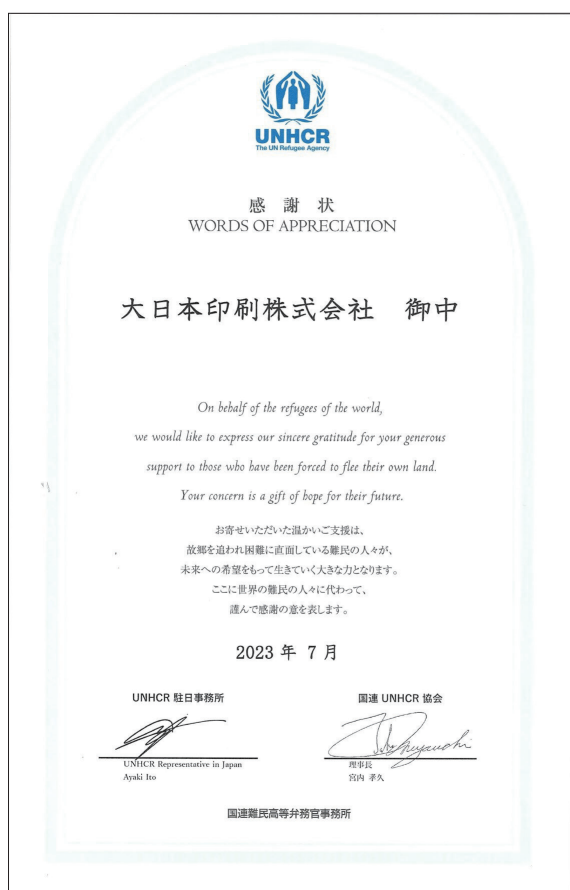 UNHCR
The UN Refugee Agency
感 謝 状
WORDS OF APPRECIATION
大日本印刷株式会社 御中
On behalf of the refugees of the world,
we would like to express our sincere gratitude for your generous
support to those who have been forced to flee their own land.
Your concern is a gift of hope for their future.
お寄せいただいた温かいご支援は、
故郷を追われ困難に直面している難民の人々が、
未来への希望をもって生きていく大きな力となります。
ここに世界の難民の人々に代わって、
謹んで感謝の意を表します。
2023 年 7 月
UNHCR 駐日事務所
国連 UNHCR 協会
UNHCR Representative in Japan
Ayaki Ito
理事長
宮内 孝久
国連難民高等弁務官事務所